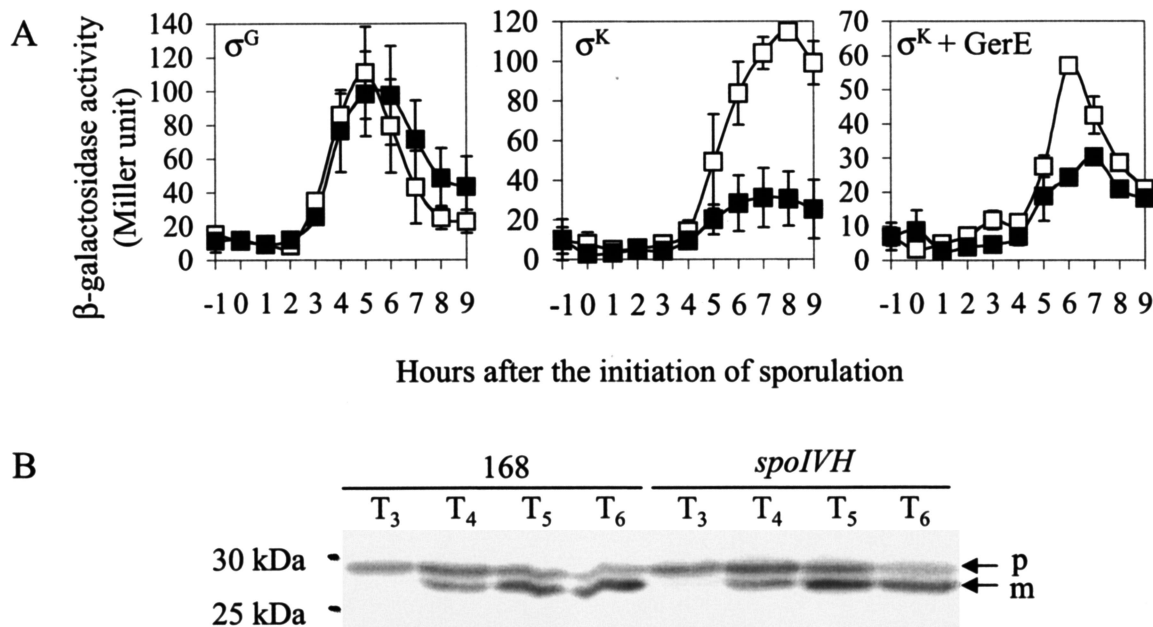 A
β-galactosidase activity
(Miller unit)
σᴳ
140
120
100
80
60
40
20
0
-1 0 1 2 3 4 5 6 7 8 9
σᴷ
120
100
80
60
40
20
0
-1 0 1 2 3 4 5 6 7 8 9
σᴷ + GerE
70
60
50
40
30
20
10
0
-1 0 1 2 3 4 5 6 7 8 9
Hours after the initiation of sporulation
B
168 spoIVH
T₃ T₄ T₅ T₆ T₃ T₄ T₅ T₆
30 kDa
25 kDa
p
m